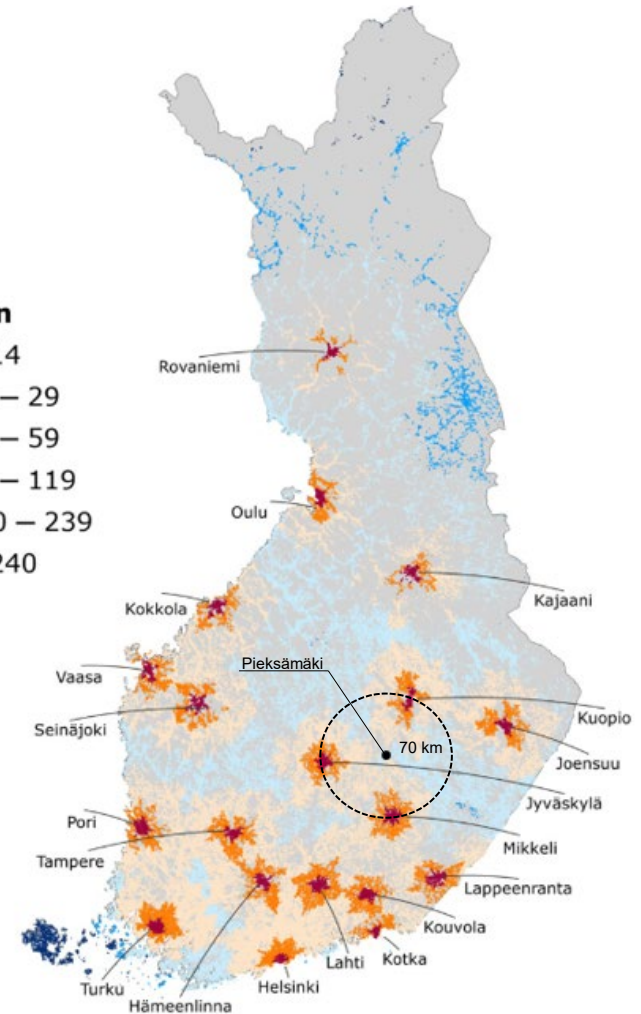 n
14
– 29
– 59
– 119
0 – 239
240
Rovaniemi
Oulu
Kajaani
Kokkola
Pieksämäki
Vaasa
Kuopio
Seinäjoki
70 km
Joensuu
Jyväskylä
Pori
Mikkeli
Tampere
Lappeenranta
Kouvola
Kotka
Lahti
Helsinki
Turku
Hämeenlinna